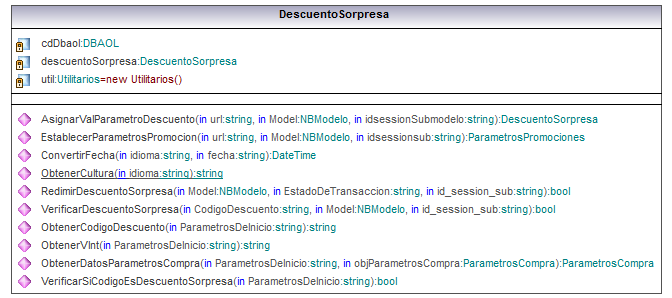 DescuentoSorpresa
cdDbaol:DBAOL
descuentoSorpresa:DescuentoSorpresa
util:Utilitarios=new Utilitarios()
AsignarValParametroDescuento(in url:string, in Model:NBModelo, in idsessionSubmodelo:string):DescuentoSorpresa
EstablecerParametrosPromocion(in url:string, in Model:NBModelo, in idsessionsub:string):ParametrosPromociones
ConvertirFecha(in idioma:string, in fecha:string):DateTime
ObtenerCultura(in idioma:string):string
RedimirDescuentoSorpresa(in Model:NBModelo, in EstadoDeTransaccion:string, in id_session_sub:string):bool
VerificarDescuentoSorpresa(in CodigoDescuento:string, in Model:NBModelo, in id_session_sub:string):bool
ObtenerCodigoDescuento(in ParametrosDeInicio:string):string
ObtenerVInt(in ParametrosDeInicio:string):string
ObtenerDatosParametrosCompra(in ParametrosDeInicio:string, in objParametrosCompra:ParametrosCompra):ParametrosCompra
VerificarSiCodigoEsDescuentoSorpresa(in ParametrosDeInicio:string):bool